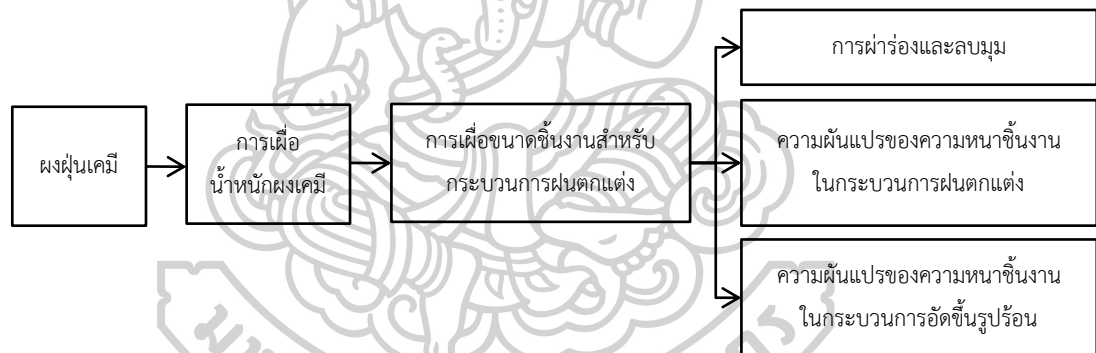 ผงฝุ่นเคมี
การเผื่อ
น้ำหนักผงเคมี
การเผื่อขนาดชิ้นงานสำหรับ
กระบวนการฝนตกแต่ง
การผ่าร่องและลบมุม
ความผันแปรของความหนาชิ้นงาน
ในกระบวนการฝนตกแต่ง
ความผันแปรของความหนาชิ้นงาน
ในกระบวนการอัดขึ้นรูปร้อน